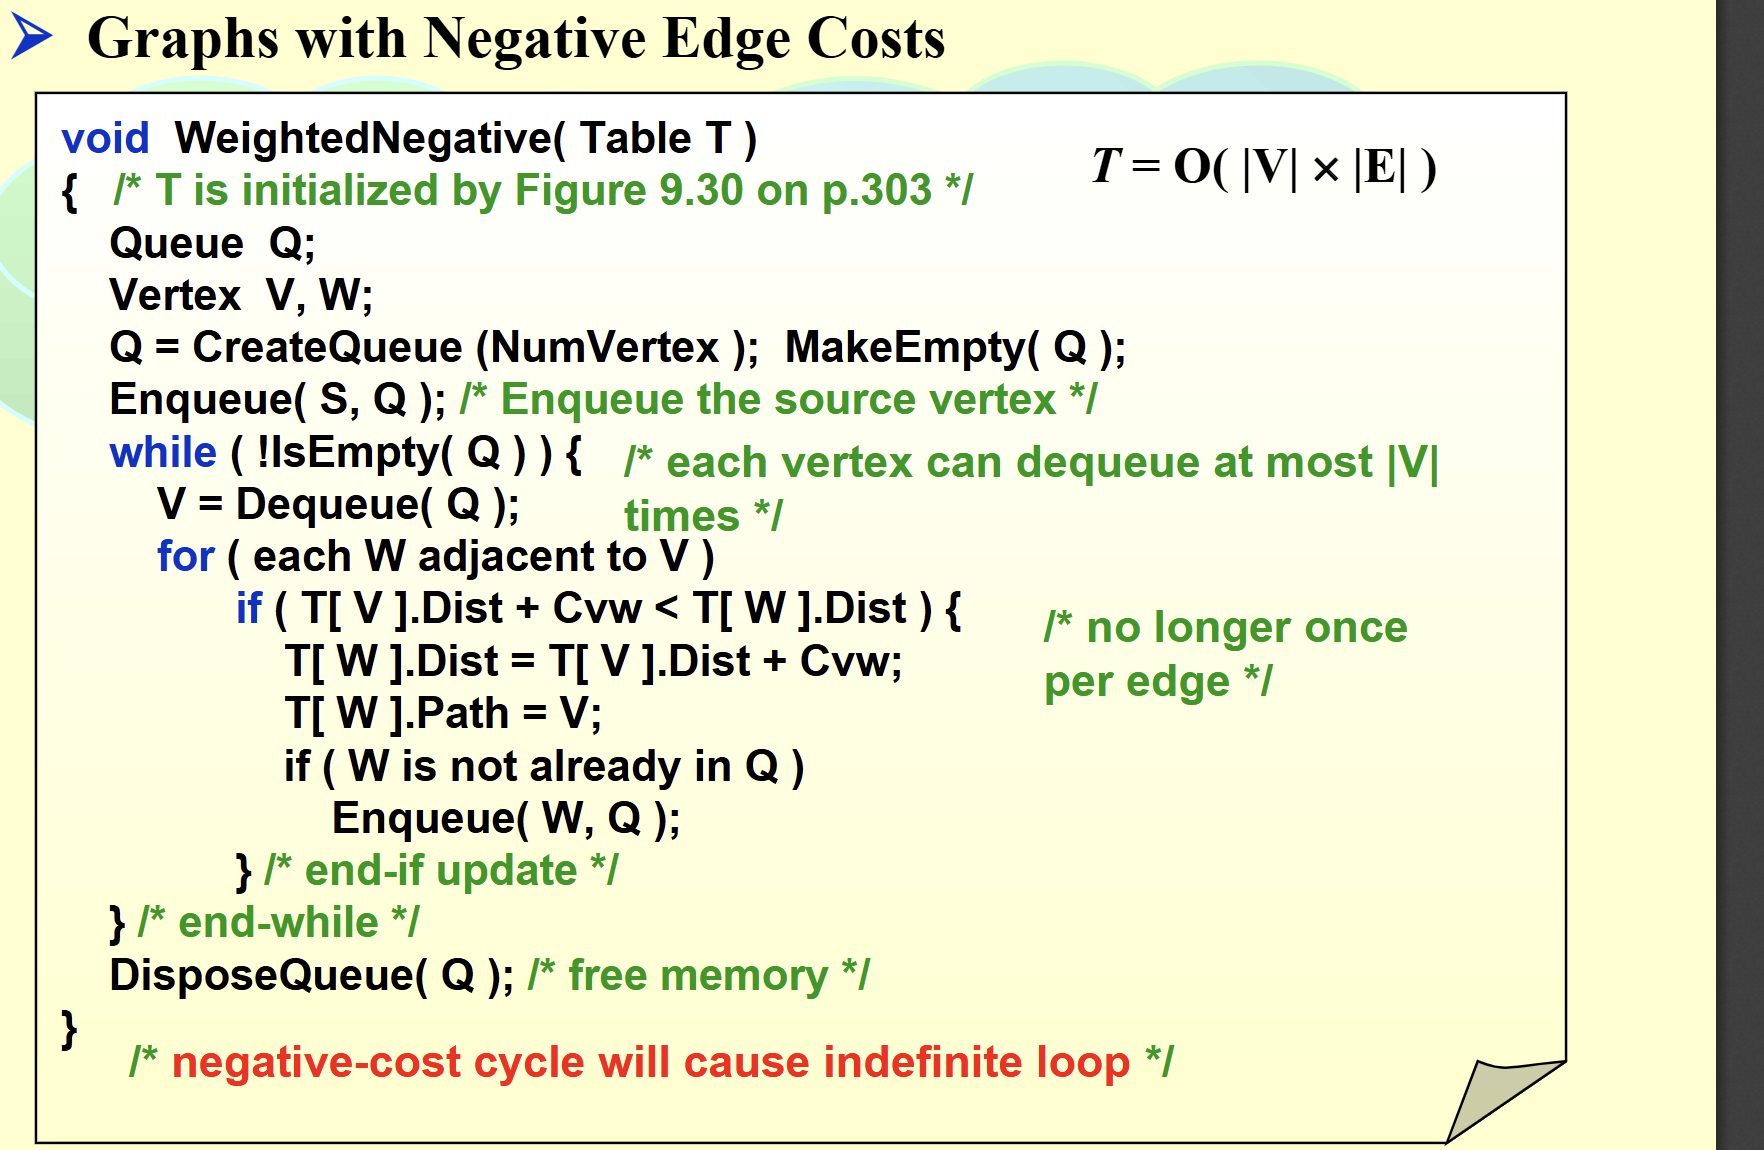 Graphs with Negative Edge Costs
void WeightedNegative( Table T )
T = O( |V| × |E| )
{ /* T is initialized by Figure 9.30 on p.303 */
Queue Q;
Vertex V, W;
Q = CreateQueue (NumVertex ); MakeEmpty( Q );
Enqueue( S, Q ); /* Enqueue the source vertex */
while ( !IsEmpty( Q ) ) { /* each vertex can dequeue at most |V|
V = Dequeue( Q ); times */
for ( each W adjacent to V )
if ( T[ V ].Dist + Cvw < T[ W ].Dist ) { /* no longer once
T[ W ].Dist = T[ V ].Dist + Cvw; per edge */
T[ W ].Path = V;
if ( W is not already in Q )
Enqueue( W, Q );
} /* end-if update */
} /* end-while */
DisposeQueue( Q ); /* free memory */
}
/* negative-cost cycle will cause indefinite loop */